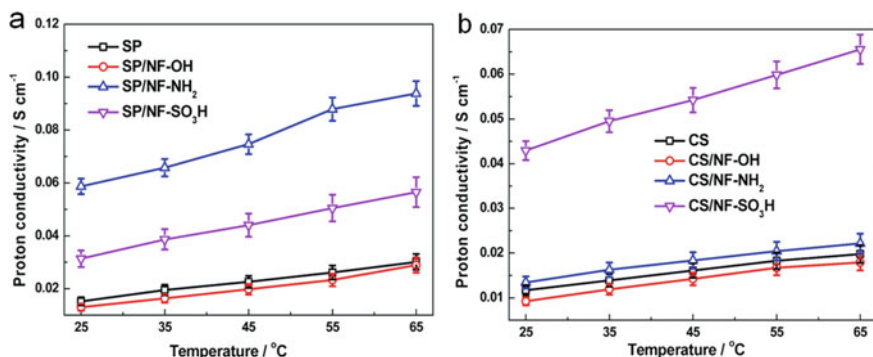 a
Proton conductivity / S cm⁻¹
0.12
0.10
0.08
0.06
0.04
0.02
SP
SP/NF-OH
SP/NF-NH₂
SP/NF-SO₃H
25 35 45 55 65
Temperature / °C
b
Proton conductivity / S cm⁻¹
0.07
0.06
0.05
0.04
0.03
0.02
0.01
CS
CS/NF-OH
CS/NF-NH₂
CS/NF-SO₃H
25 35 45 55 65
Temperature / °C